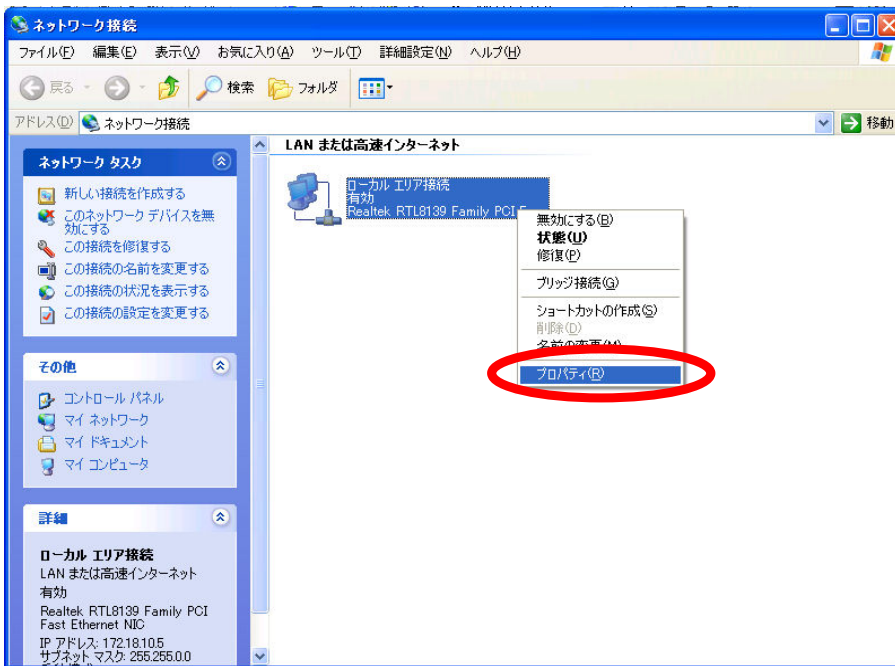 ネットワーク接続
ファイル(F) 編集(E) 表示(V) お気に入り(A) ツール(T) 詳細設定(N) ヘルプ(H)
戻る 検索 フォルダ
アドレス(D) ネットワーク接続 移動
ネットワーク タスク
新しい接続を作成する
このネットワーク デバイスを無
効にする
この接続を修復する
この接続の名前を変更する
この接続の状況を表示する
この接続の設定を変更する
その他
コントロール パネル
マイ ネットワーク
マイ ドキュメント
マイ コンピュータ
詳細
ローカル エリア接続
LAN または高速インターネット
有効
Realtek RTL8139 Family PCI
Fast Ethernet NIC
IP アドレス: 172.18.10.5
サブネット マスク: 255.255.0.0
LAN または高速インターネット
ローカル エリア接続
有効
Realtek RTL8139 Family PCI
無効にする(B)
状態(U)
修復(P)
ブリッジ接続(G)
ショートカットの作成(S)
削除(D)
名前の変更(M)
プロパティ(R)